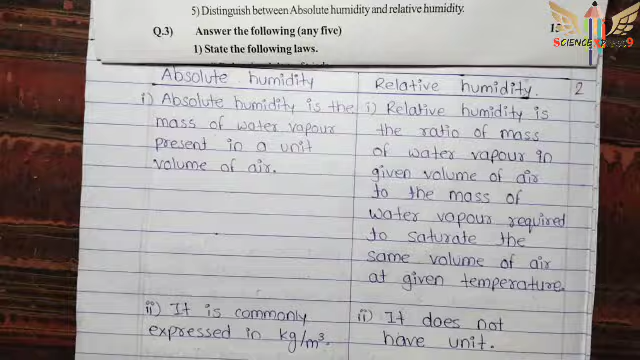 5) Distinguish between Absolute humidity and relative humidity.
Q.3) Answer the following (any five) 15
1) State the following laws.
SCIENCE XPRESS9
Absolute humidity
i) Absolute humidity is the
mass of water vapour
present in a unit
volume of air.
ii) It is commonly
expressed in kg/m³.
Relative humidity. 2
i) Relative humidity is
the ratio of mass
of water vapour in
given volume of air
to the mass of
water vapour required
to saturate the
same volume of air
at given temperature.
ii) It does not
have unit.